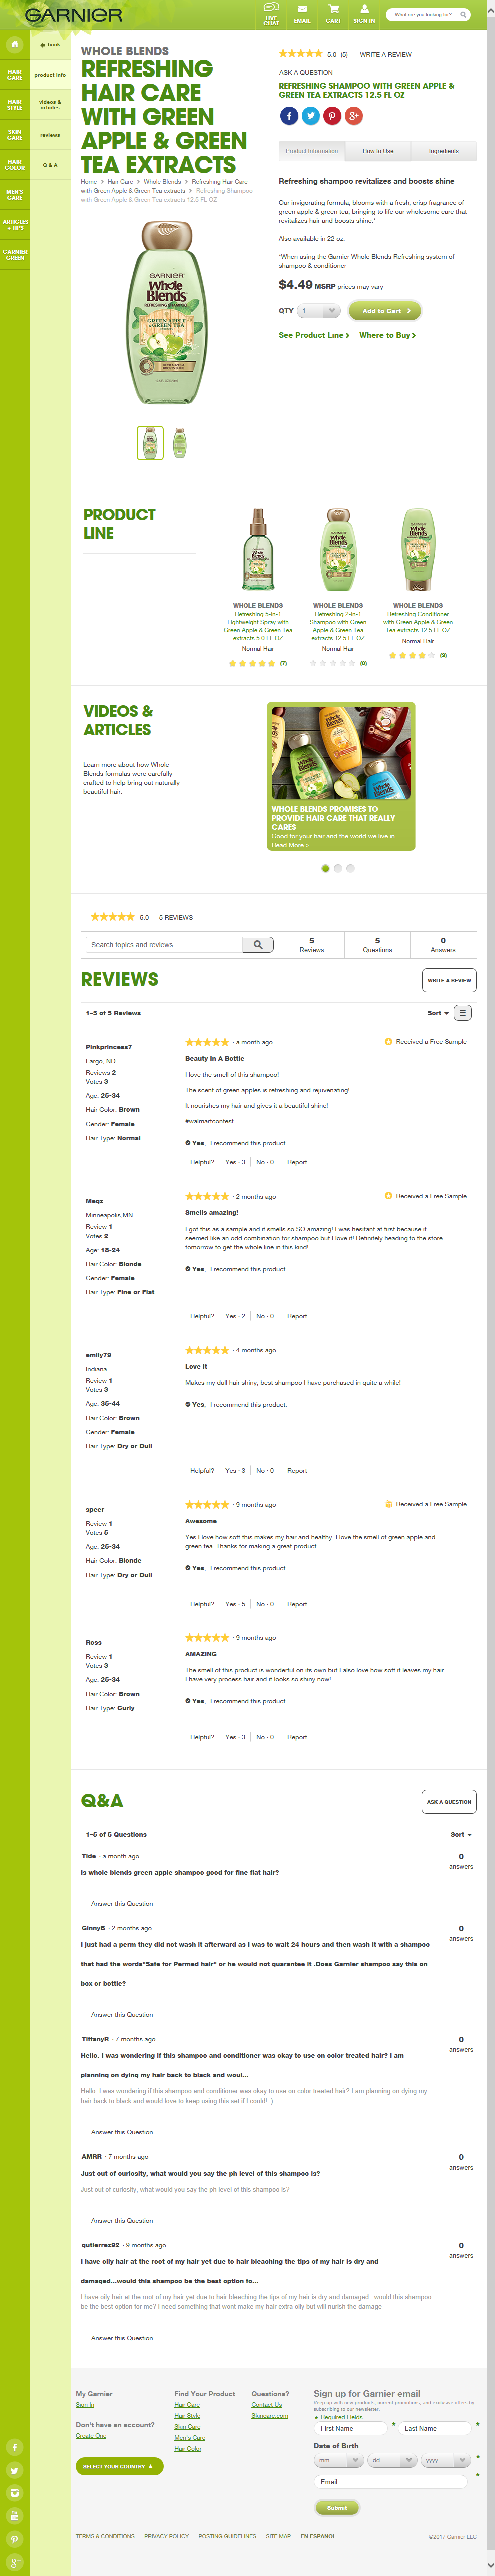 GARNIER
LIVE CHAT
EMAIL
CART
SIGN IN
What are you looking for?
back
product info
videos & articles
reviews
Q & A
HAIR CARE
HAIR STYLE
SKIN CARE
HAIR COLOR
MEN'S CARE
ARTICLES + TIPS
GARNIER GREEN
WHOLE BLENDS
REFRESHING
HAIR CARE
WITH GREEN
APPLE & GREEN
TEA EXTRACTS
Home > Hair Care > Whole Blends > Refreshing Hair Care
with Green Apple & Green Tea extracts > Refreshing Shampoo
with Green Apple & Green Tea extracts 12.5 FL OZ
GARNIER
Whole
Blends
REFRESHING SHAMPOO
GREEN APPLE
& GREEN TEA
5.0 (5) WRITE A REVIEW
ASK A QUESTION
REFRESHING SHAMPOO WITH GREEN APPLE &
GREEN TEA EXTRACTS 12.5 FL OZ
Product Information
How to Use
Ingredients
Refreshing shampoo revitalizes and boosts shine
Our invigorating formula, blooms with a fresh, crisp fragrance of
green apple & green tea, bringing to life our wholesome care that
revitalizes hair and boosts shine.*
Also available in 22 oz.
*When using the Garnier Whole Blends Refreshing system of
shampoo & conditioner
$4.49 MSRP prices may vary
QTY 1 Add to Cart >
See Product Line > Where to Buy >
PRODUCT
LINE
WHOLE BLENDS
Refreshing 5-in-1
Lightweight Spray with
Green Apple & Green Tea
extracts 5.0 FL OZ
Normal Hair
(7)
WHOLE BLENDS
Refreshing 2-in-1
Shampoo with Green
Apple & Green Tea
extracts 12.5 FL OZ
Normal Hair
(0)
WHOLE BLENDS
Refreshing Conditioner
with Green Apple & Green
Tea extracts 12.5 FL OZ
Normal Hair
(3)
VIDEOS &
ARTICLES
Learn more about how Whole
Blends formulas were carefully
crafted to help bring out naturally
beautiful hair.
WHOLE BLENDS PROMISES TO
PROVIDE HAIR CARE THAT REALLY
CARES
Good for your hair and the world we live in.
Read More >
5.0 | 5 REVIEWS
Search topics and reviews
5 Reviews
5 Questions
0 Answers
REVIEWS
WRITE A REVIEW
1–5 of 5 Reviews
Sort
Pinkprincess7
Fargo, ND
Reviews 2
Votes 3
Age: 25-34
Hair Color: Brown
Gender: Female
Hair Type: Normal
· a month ago
Received a Free Sample
Beauty In A Bottle
I love the smell of this shampoo!
The scent of green apples is refreshing and rejuvenating!
It nourishes my hair and gives it a beautiful shine!
#walmartcontest
Yes, I recommend this product.
Helpful? Yes · 3 No · 0 Report
Megz
Minneapolis,MN
Review 1
Votes 2
Age: 18-24
Hair Color: Blonde
Gender: Female
Hair Type: Fine or Flat
· 2 months ago
Received a Free Sample
Smells amazing!
I got this as a sample and it smells so SO amazing! I was hesitant at first because it
seemed like an odd combination for shampoo but I love it! Definitely heading to the store
tomorrow to get the whole line in this kind!
Yes, I recommend this product.
Helpful? Yes · 2 No · 0 Report
emily79
Indiana
Review 1
Votes 3
Age: 35-44
Hair Color: Brown
Gender: Female
Hair Type: Dry or Dull
· 4 months ago
Love it
Makes my dull hair shiny, best shampoo I have purchased in quite a while!
Yes, I recommend this product.
Helpful? Yes · 3 No · 0 Report
speer
Review 1
Votes 5
Age: 25-34
Hair Color: Blonde
Hair Type: Dry or Dull
· 9 months ago
Received a Free Sample
Awesome
Yes I love how soft this makes my hair and healthy. I love the smell of green apple and
green tea. Thanks for making a great product.
Yes, I recommend this product.
Helpful? Yes · 5 No · 0 Report
Ross
Review 1
Votes 3
Age: 25-34
Hair Color: Brown
Hair Type: Curly
· 9 months ago
AMAZING
The smell of this product is wonderful on its own but I also love how soft it leaves my hair.
I have very process hair and it looks so shiny now!
Yes, I recommend this product.
Helpful? Yes · 3 No · 0 Report
Q&A
ASK A QUESTION
1–5 of 5 Questions
Sort
Tide · a month ago
0 answers
Is whole blends green apple shampoo good for fine flat hair?
Answer this Question
GinnyB · 2 months ago
0 answers
I just had a perm they did not wash it afterward as I was to wait 24 hours and then wash it with a shampoo
that had the words"Safe for Permed hair" or he would not guarantee it .Does Garnier shampoo say this on
box or bottle?
Answer this Question
TiffanyR · 7 months ago
0 answers
Hello. I was wondering if this shampoo and conditioner was okay to use on color treated hair? I am
planning on dying my hair back to black and woul...
Hello. I was wondering if this shampoo and conditioner was okay to use on color treated hair? I am planning on dying my
hair back to black and would love to keep using this set if I could! :)
Answer this Question
AMRR · 7 months ago
0 answers
Just out of curiosity, what would you say the ph level of this shampoo is?
Just out of curiosity, what would you say the ph level of this shampoo is?
Answer this Question
gutierrez92 · 9 months ago
0 answers
I have oily hair at the root of my hair yet due to hair bleaching the tips of my hair is dry and
damaged...would this shampoo be the best option fo...
I have oily hair at the root of my hair yet due to hair bleaching the tips of my hair is dry and damaged...would this shampoo
be the best option for me? I need something that wont make my hair extra oily but will nurish the damage
Answer this Question
My Garnier
Sign In
Don't have an account?
Create One
SELECT YOUR COUNTRY
Find Your Product
Hair Care
Hair Style
Skin Care
Men's Care
Hair Color
Questions?
Contact Us
Skincare.com
Sign up for Garnier email
Keep up with new products, current promotions, and exclusive offers by
subscribing to our newsletter.
* Required Fields
First Name * Last Name *
Date of Birth
mm dd yyyy *
Email *
Submit
TERMS & CONDITIONS PRIVACY POLICY POSTING GUIDELINES SITE MAP EN ESPANOL
©2017 Garnier LLC